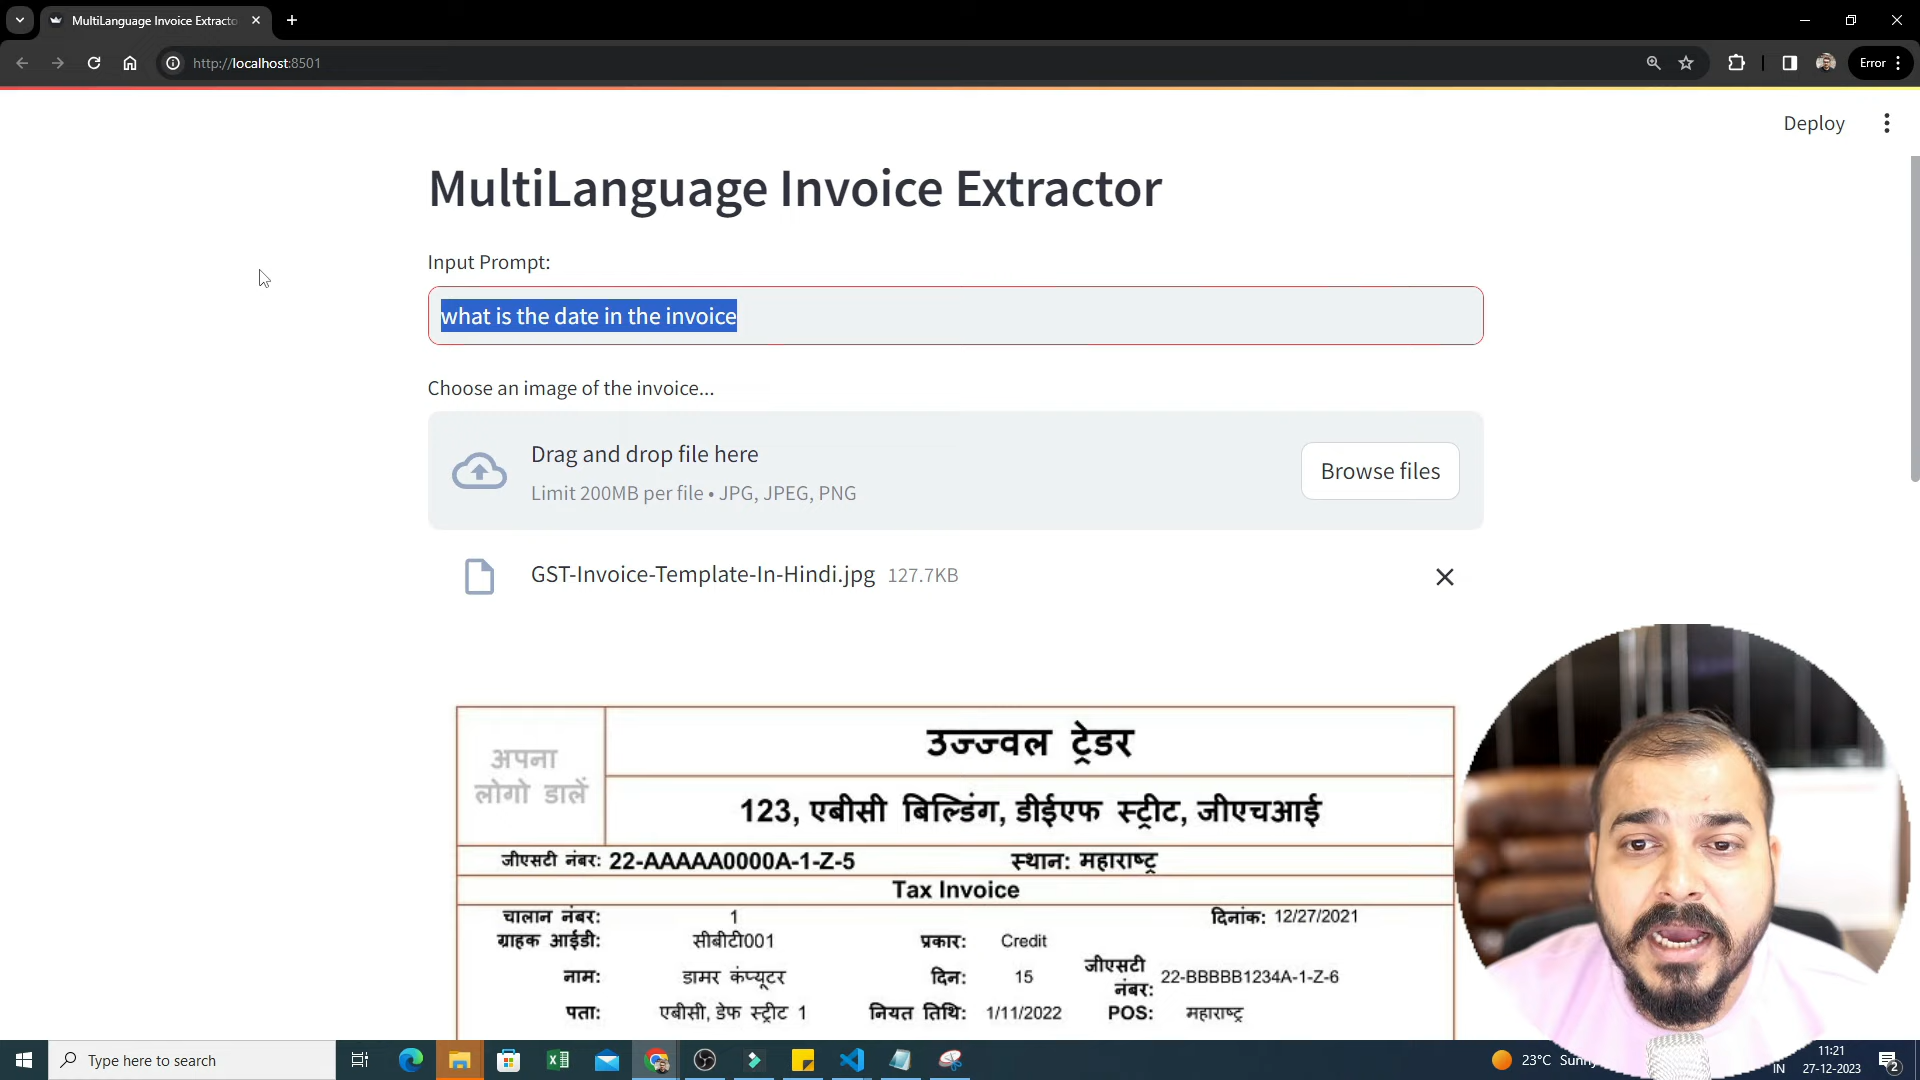 MultiLanguage Invoice Extracto
http://localhost:8501
Error
Deploy
MultiLanguage Invoice Extractor
Input Prompt:
what is the date in the invoice
Choose an image of the invoice...
Drag and drop file here
Limit 200MB per file • JPG, JPEG, PNG
Browse files
GST-Invoice-Template-In-Hindi.jpg 127.7KB
अपना
लोगो डालें
उज्ज्वल ट्रेडर
123, एबीसी बिल्डिंग, डीईएफ स्ट्रीट, जीएचआई
जीएसटी नंबर: 22-AAAAA0000A-1-Z-5 स्थान: महाराष्ट्र
Tax Invoice
चालान नंबर: 1 दिनांक: 12/27/2021
ग्राहक आईडी: सीबीटी001 प्रकार: Credit
नाम: डामर कंप्यूटर दिन: 15 जीएसटी नंबर: 22-BBBBB1234A-1-Z-6
पता: एबीसी, डेफ स्ट्रीट 1 नियत तिथि: 1/11/2022 POS: महाराष्ट्र
Type here to search
23°C
IN
11:21
27-12-2023
2